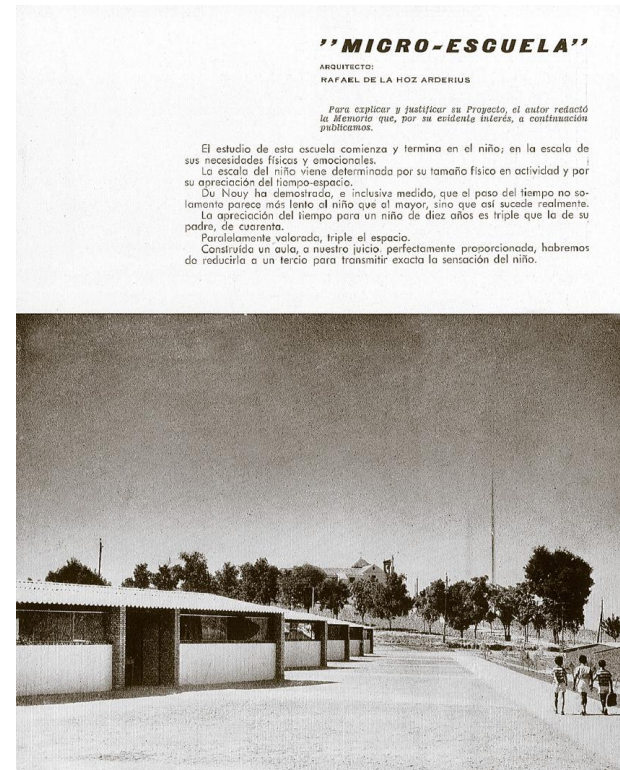 "MICRO-ESCUELA"
ARQUITECTO:
RAFAEL DE LA HOZ ARDERIUS
Para explicar y justificar su Proyecto, el autor redactó
la Memoria que, por su evidente interés, a continuación
publicamos.
El estudio de esta escuela comienza y termina en el niño; en la escala de
sus necesidades físicas y emocionales.
La escala del niño viene determinada por su tamaño físico en actividad y por
su apreciación del tiempo-espacio.
Du Nouy ha demostrado, e inclusive medido, que el paso del tiempo no so-
lamente parece más lento al niño que al mayor, sino que así sucede realmente.
La apreciación del tiempo para un niño de diez años es triple que la de su
padre, de cuarenta.
Paralelamente valorada, triple el espacio.
Construída un aula, a nuestro juicio perfectamente proporcionada, habremos
de reducirla a un tercio para transmitir exacta la sensación del niño.